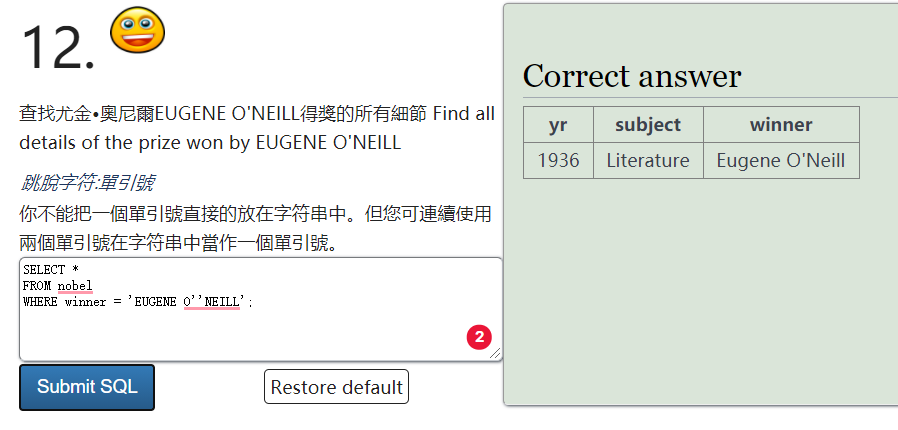 12.
查找尤金•奧尼爾EUGENE O'NEILL得獎的所有細節 Find all
details of the prize won by EUGENE O'NEILL
跳脫字符:單引號
你不能把一個單引號直接的放在字符串中。但您可連續使用
兩個單引號在字符串中當作一個單引號。
SELECT *
FROM nobel
WHERE winner = 'EUGENE O''NEILL';
2
Submit SQL
Restore default
Correct answer
yr subject winner
1936 Literature Eugene O'Neill